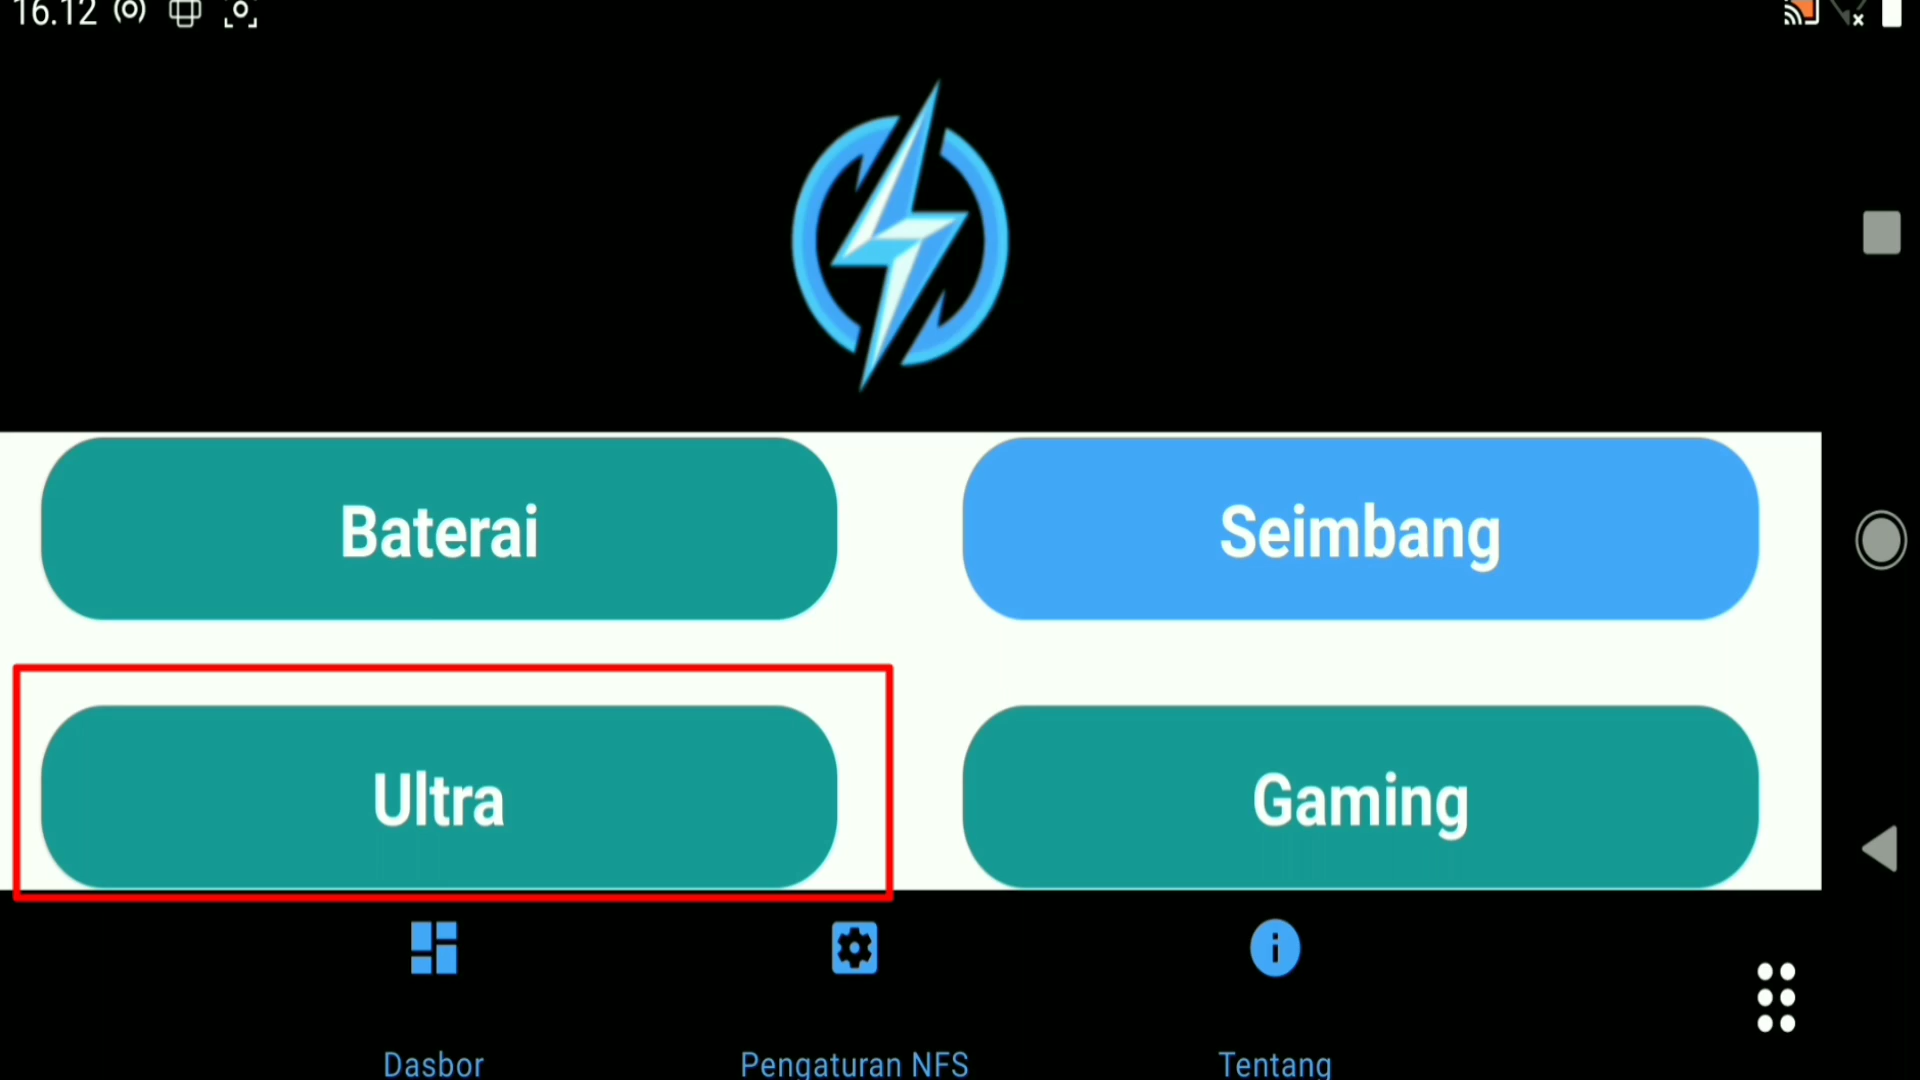 16.12
Baterai
Seimbang
Ultra
Gaming
Dasbor
Pengaturan NFS
Tentang